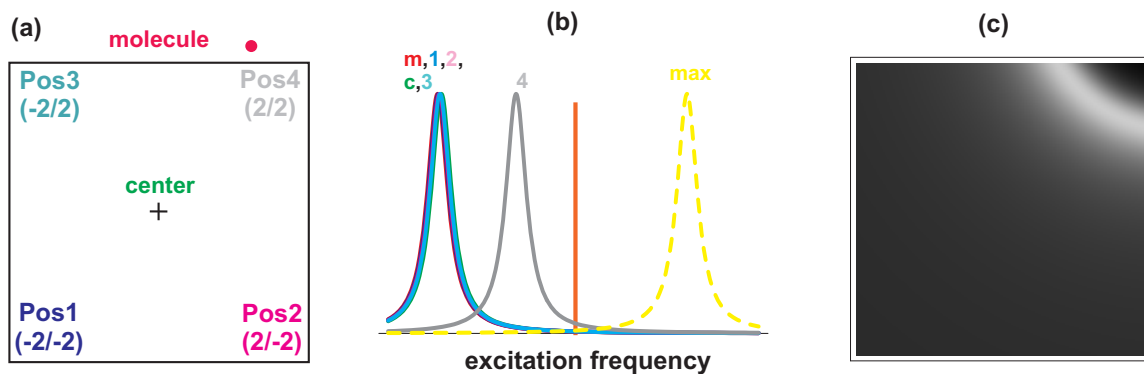 (a)
molecule
Pos3
(-2/2)
Pos4
(2/2)
center
Pos1
(-2/-2)
Pos2
(2/-2)
(b)
m,1,2,
c,3
4
max
excitation frequency
(c)